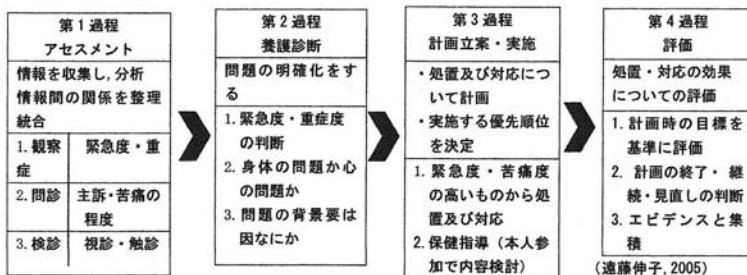 第1過程
アセスメント
情報を収集し,分析
情報間の関係を整理
統合
1.観察 緊急度・重
症
2.問診 主訴・苦痛の
程度
3.検診 視診・触診
第2過程
養護診断
問題の明確化をす
る
1.緊急度・重症度
の判断
2.身体の問題か心
の問題か
3.問題の背景要は
因なにか
第3過程
計画立案・実施
・処置及び対応につ
いて計画
・実施する優先順位
を決定
1.緊急度・苦痛度
の高いものから処
置及び対応
2.保健指導(本人参
加で内容検討)
第4過程
評価
処置・対応の効果
についての評価
1.計画時の目標を
基準に評価
2.計画の終了・継
続・見直しの判断
3.エビデンスと集
積
(遠藤伸子,2005)